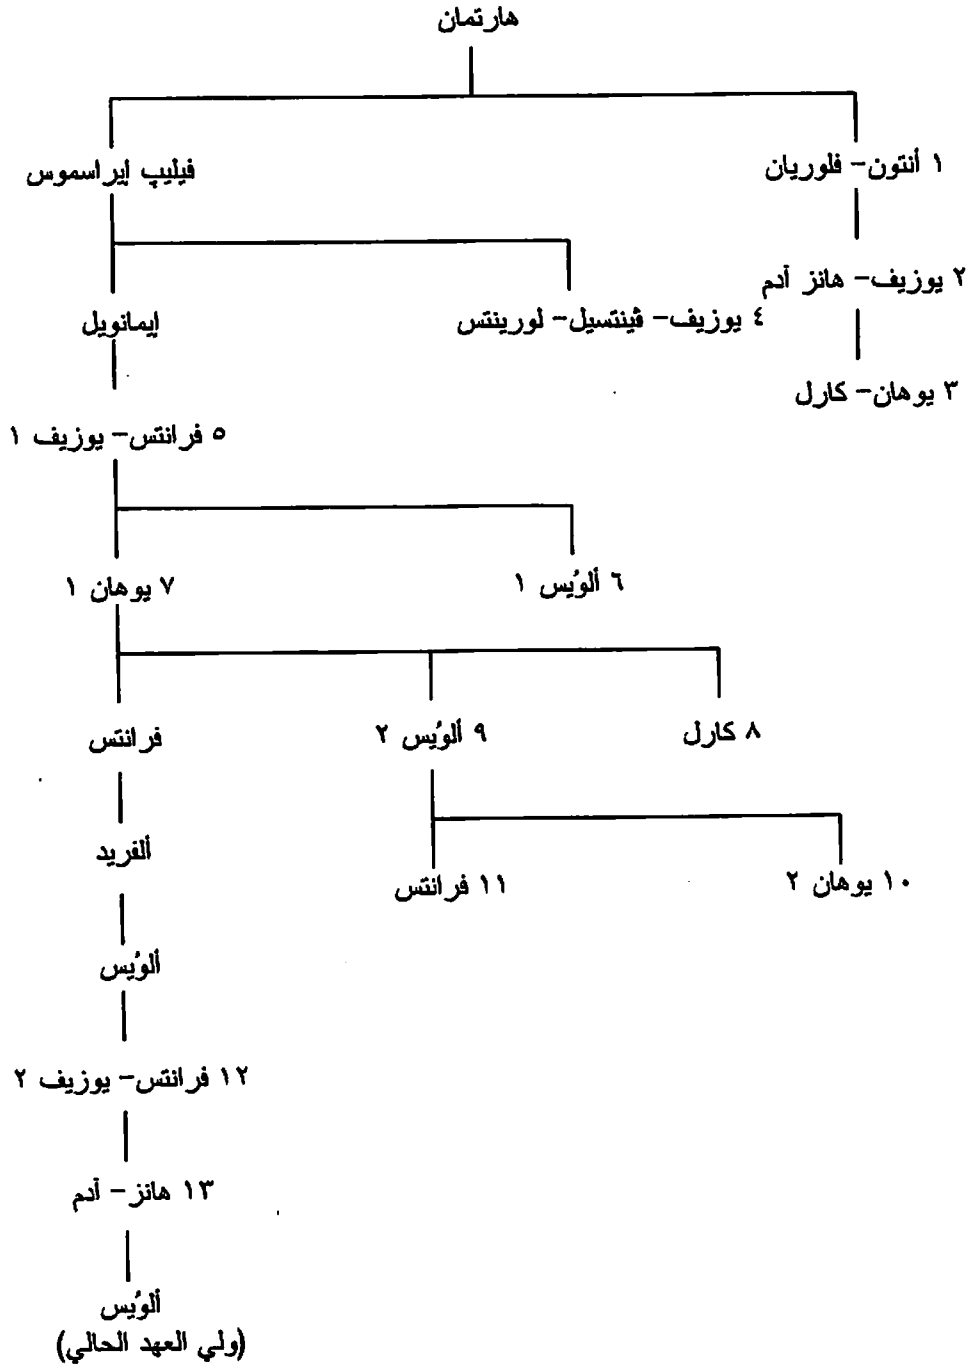 هارتمان
١ أنتون- فلوريان
فيليپ إيراسموس
٢ يوزيف- هانز آدم
٤ يوزيف- ڤينتسيل- لورينتس
إيمانويل
٣ يوهان- كارل
٥ فرانتس- يوزيف ١
٦ ألوُيس ١
٧ يوهان ١
٨ كارل
٩ ألوُيس ٢
فرانتس
ألفريد
١٠ يوهان ٢
١١ فرانتس
ألوُيس
١٢ فرانتس- يوزيف ٢
١٣ هانز- آدم
ألوُيس
(ولي العهد الحالي)